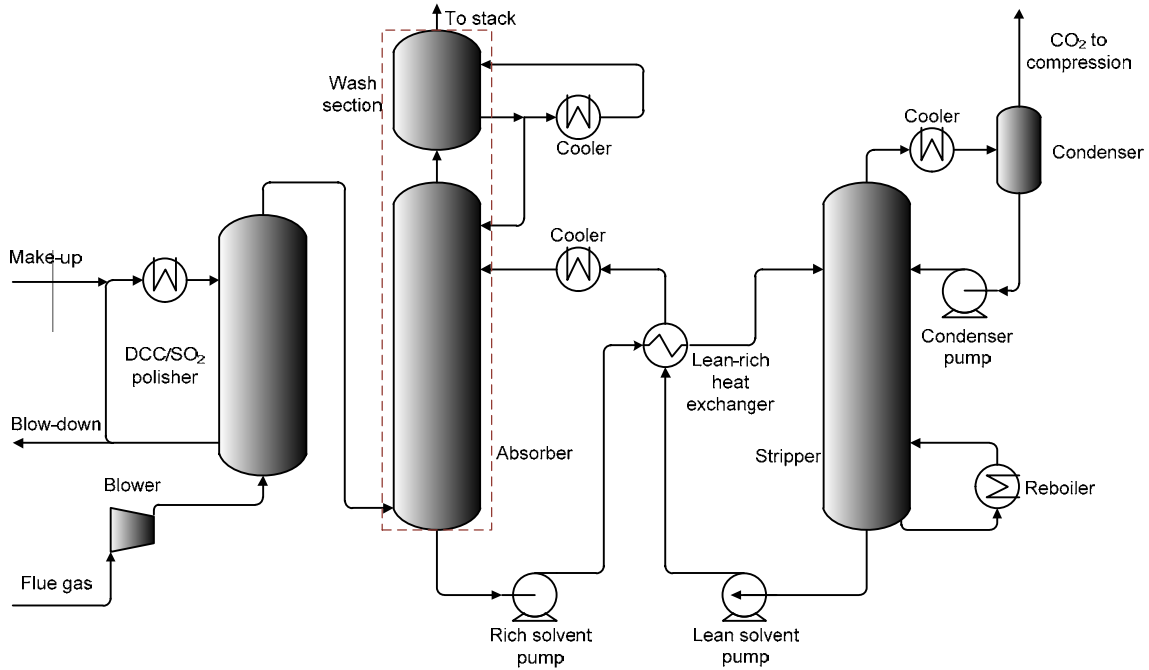 To stack
Wash
section
Cooler
CO₂ to
compression
Cooler
Condenser
Make-up
Cooler
DCC/SO₂
polisher
Condenser
pump
Lean-rich
heat
exchanger
Blow-down
Absorber
Stripper
Blower
Reboiler
Flue gas
Rich solvent
pump
Lean solvent
pump